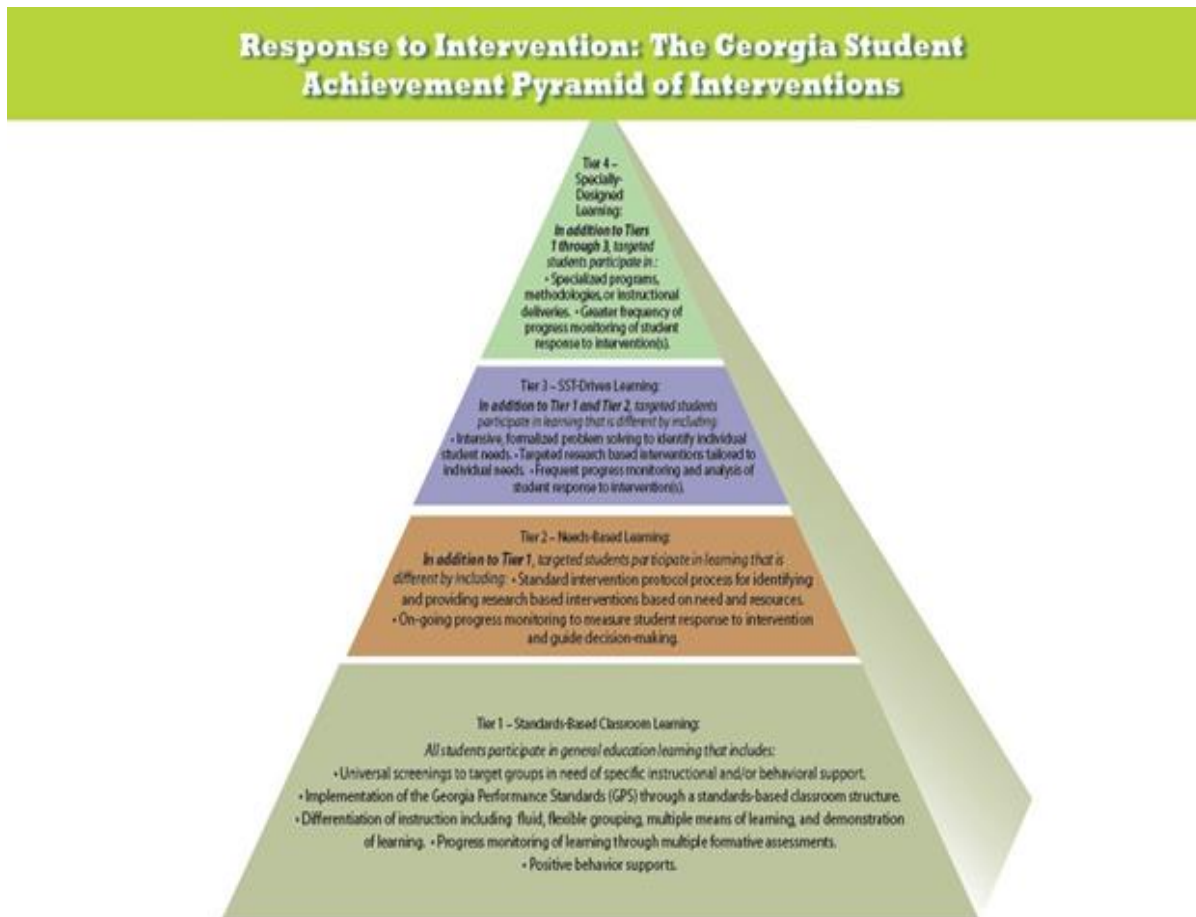 Response to Intervention: The Georgia Student
Achievement Pyramid of Interventions
Tier 4 –
Specially-
Designed
Learning:
In addition to Tiers
1 through 3, targeted
students participate in:
• Specialized programs,
methodologies, or instructional
deliveries. • Greater frequency of
progress monitoring of student
response to intervention(s).
Tier 3 – SST-Driven Learning:
In addition to Tier 1 and Tier 2, targeted students
participate in learning that is different by including:
• Intensive, formalized problem solving to identify individual
student needs. • Targeted research based interventions tailored to
individual needs. • Frequent progress monitoring and analysis of
student response to intervention(s).
Tier 2 – Needs-Based Learning:
In addition to Tier 1, targeted students participate in learning that is
different by including: • Standard intervention protocol process for identifying
and providing research based interventions based on need and resources.
• On-going progress monitoring to measure student response to intervention
and guide decision-making.
Tier 1 – Standards-Based Classroom Learning:
All students participate in general education learning that includes:
• Universal screenings to target groups in need of specific instructional and/or behavioral support.
• Implementation of the Georgia Performance Standards (GPS) through a standards-based classroom structure.
• Differentiation of instruction including fluid, flexible grouping, multiple means of learning, and demonstration
of learning. • Progress monitoring of learning through multiple formative assessments.
• Positive behavior supports.